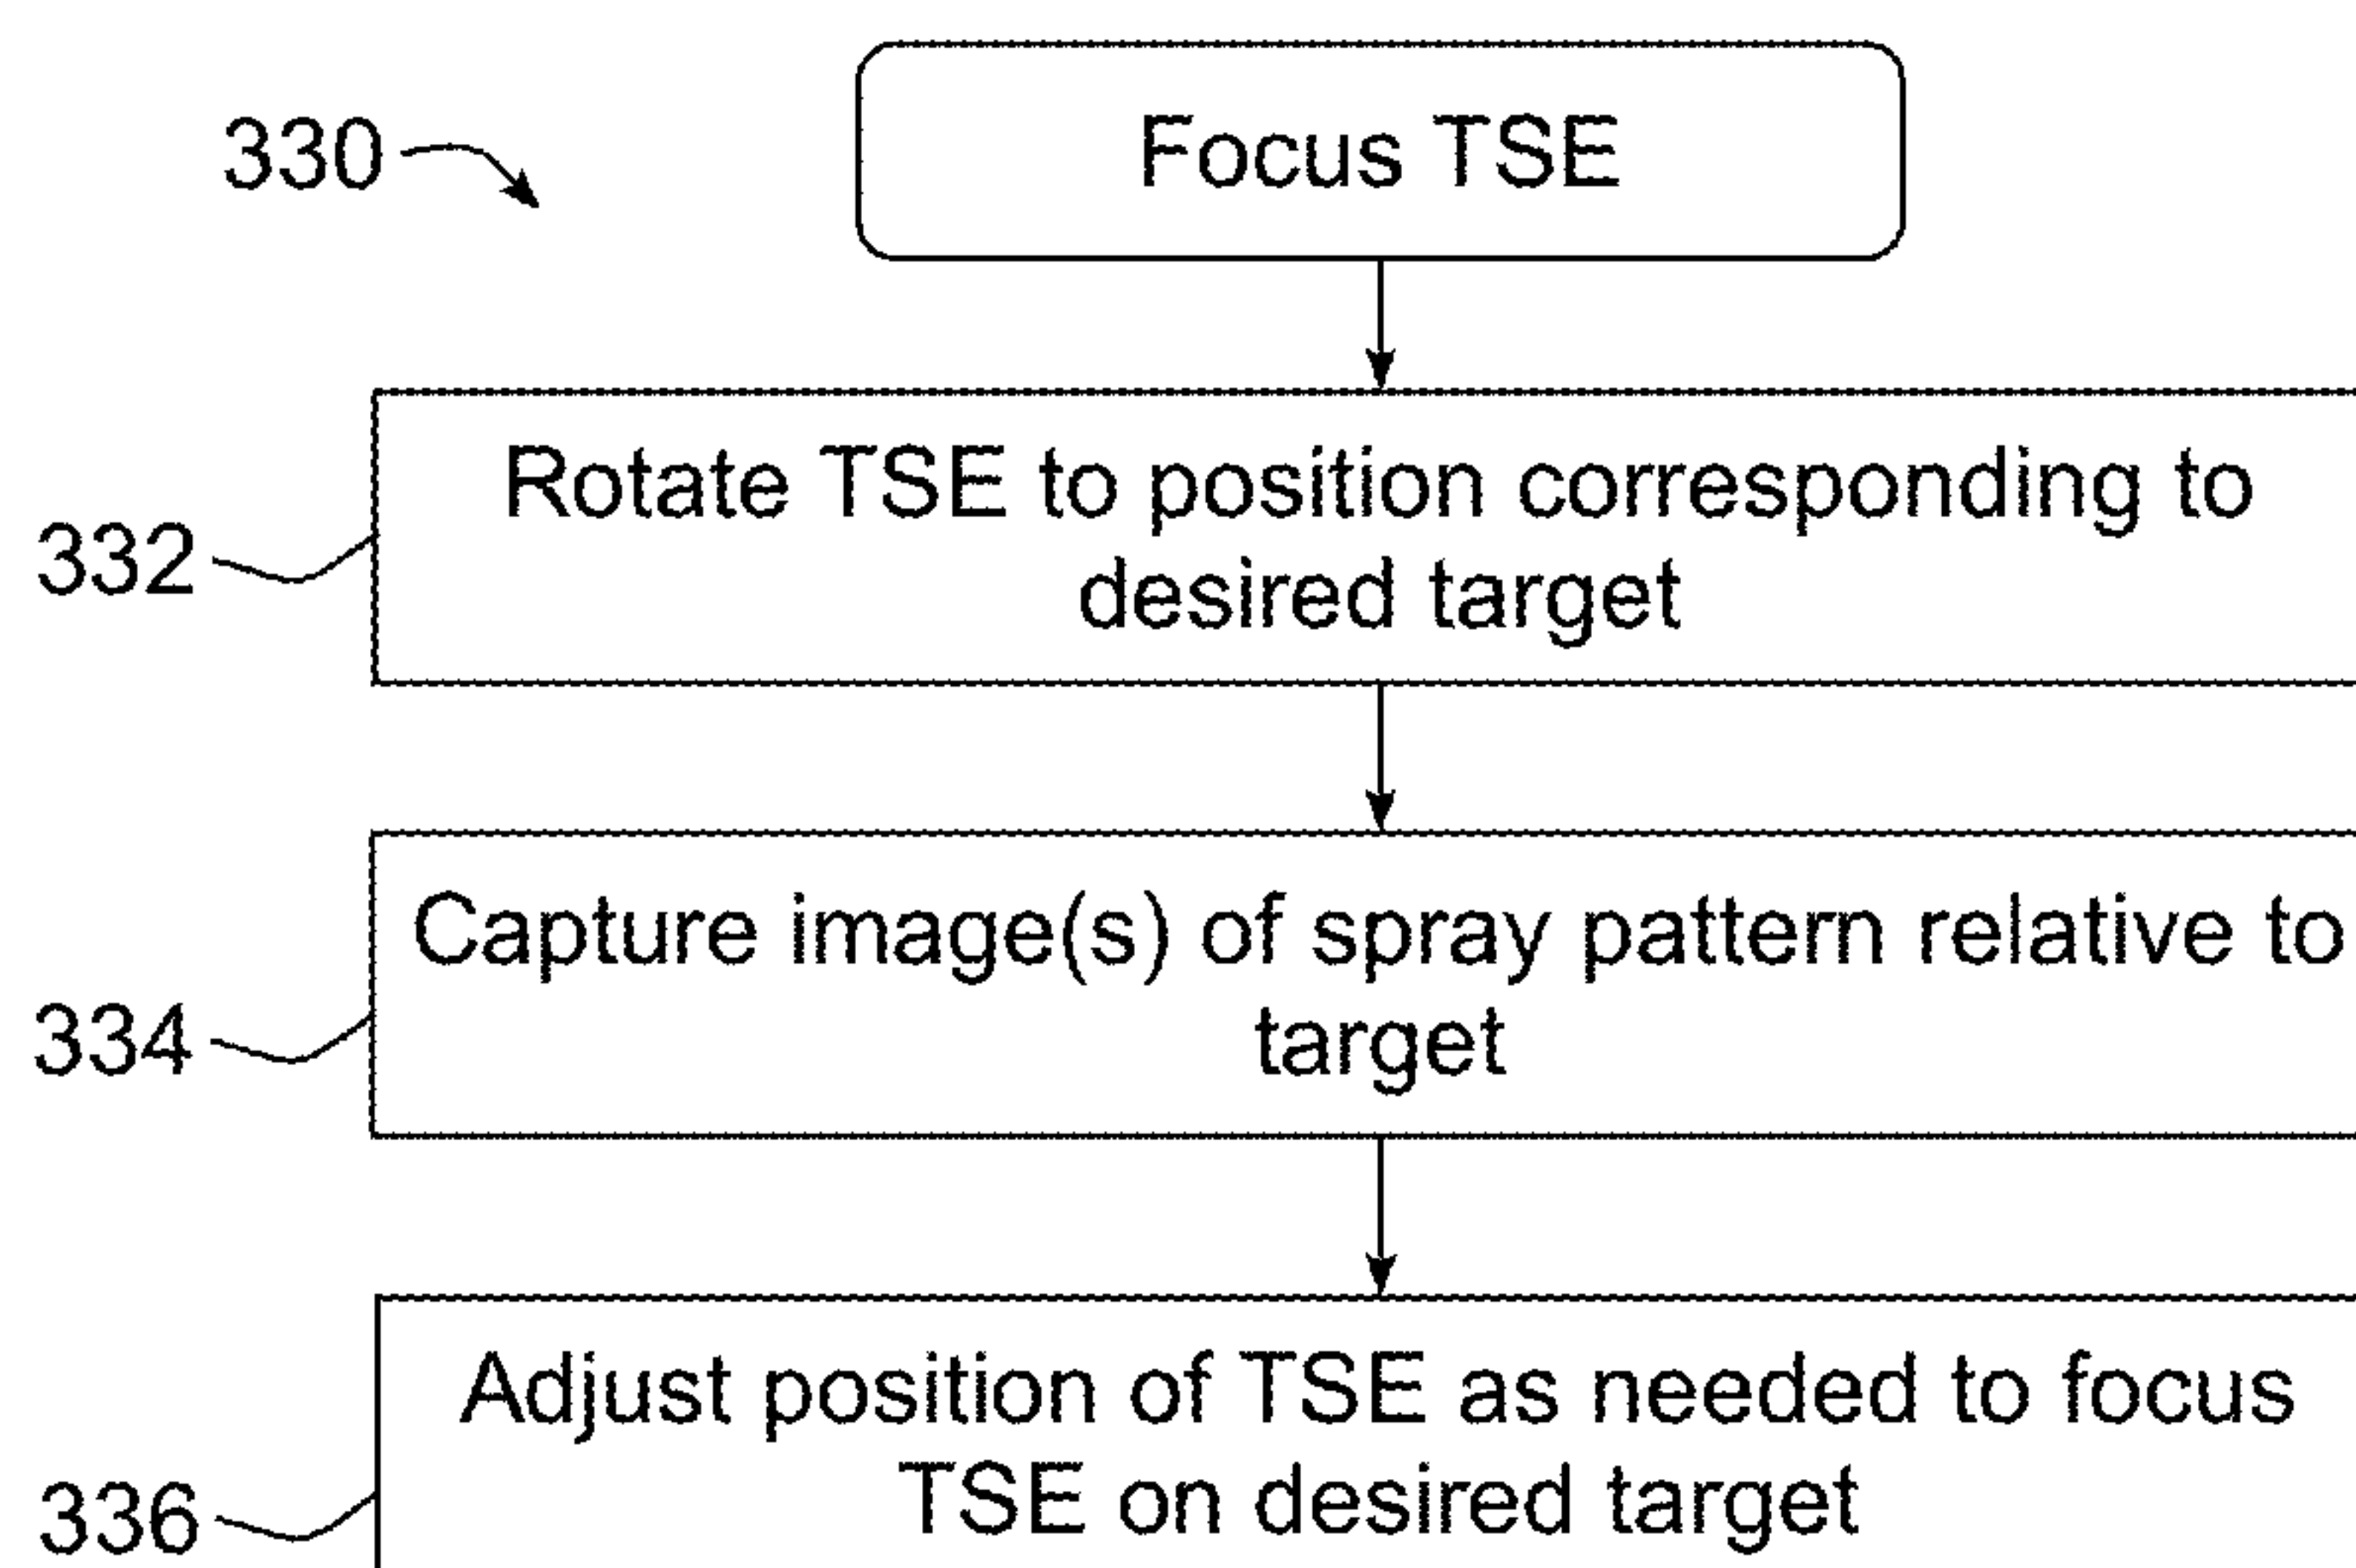 330
Focus TSE
Rotate TSE to position corresponding to
desired target
332
Capture image(s) of spray pattern relative to
target
334
Adjust position of TSE as needed to focus
TSE on desired target
336